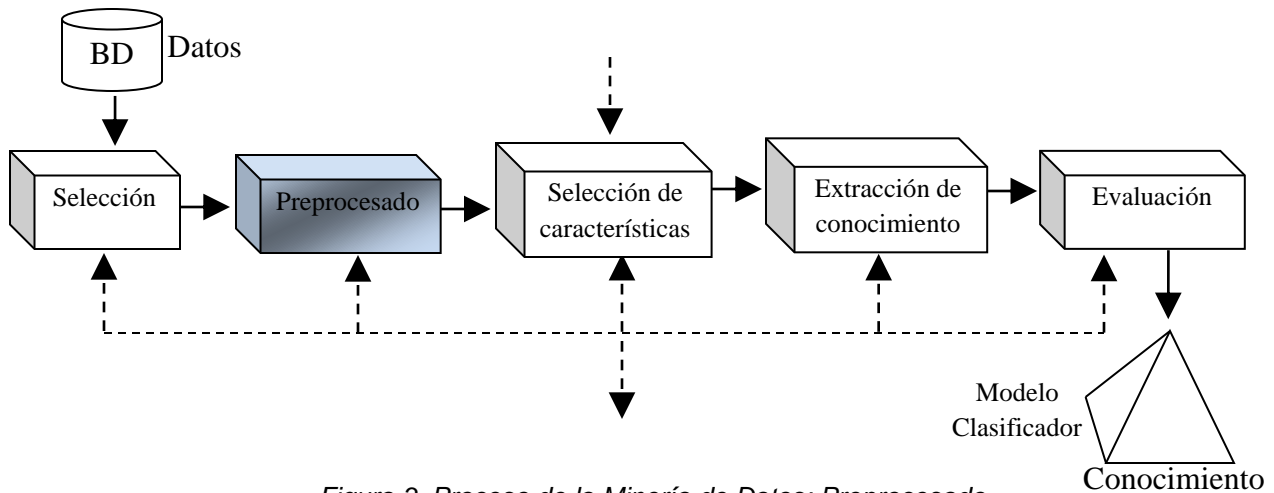 BD
Datos
Selección
Preprocesado
Selección de
características
Extracción de
conocimiento
Evaluación
Modelo
Clasificador
Conocimiento